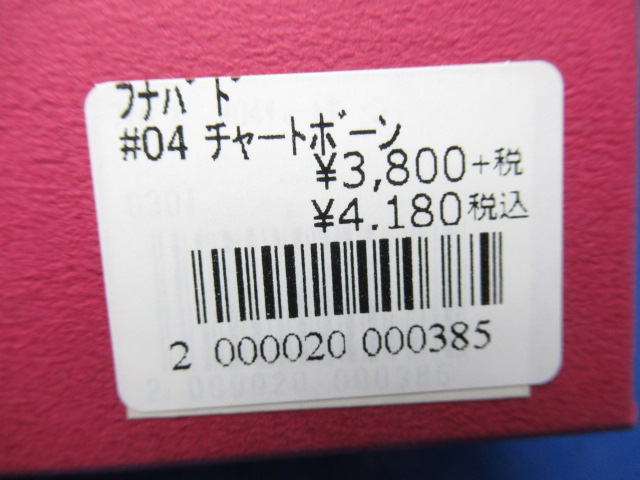 フナバド
#04 チャートボーン
¥3,800+税
¥4,180税込
2 000020 000385